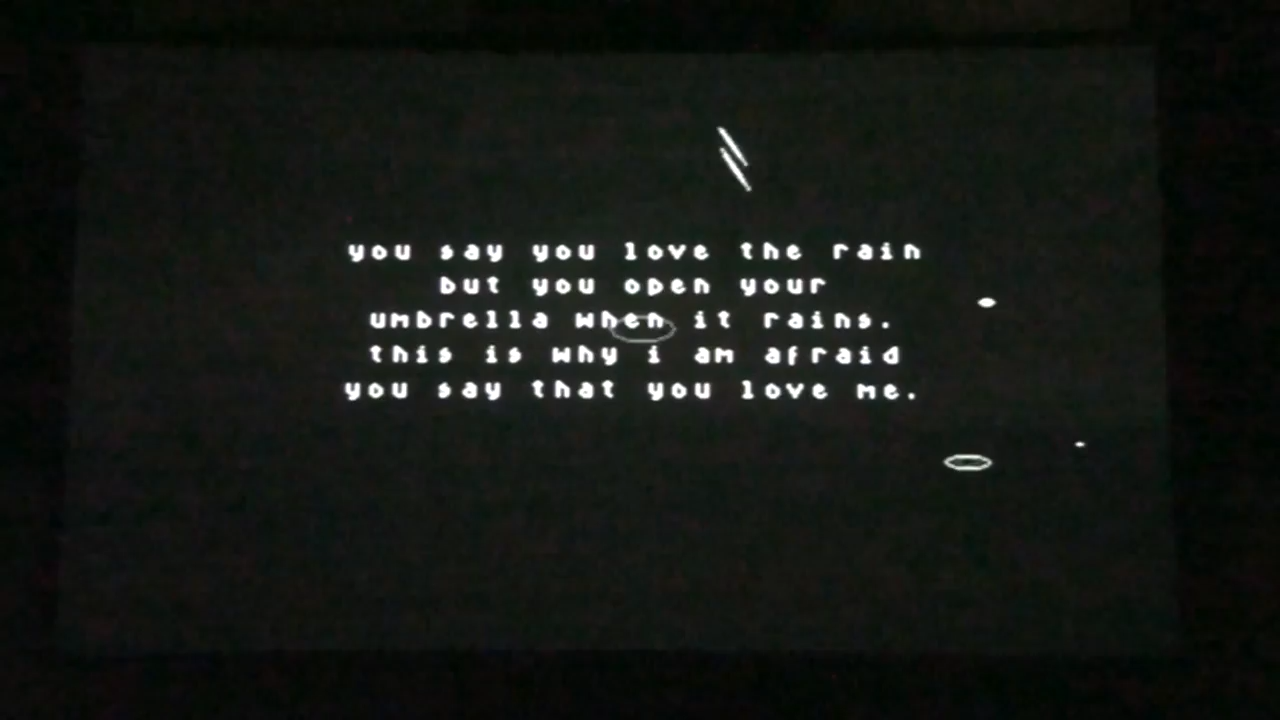 you say you love the rain
but you open your
umbrella when it rains.
this is why i am afraid
you say that you love me.